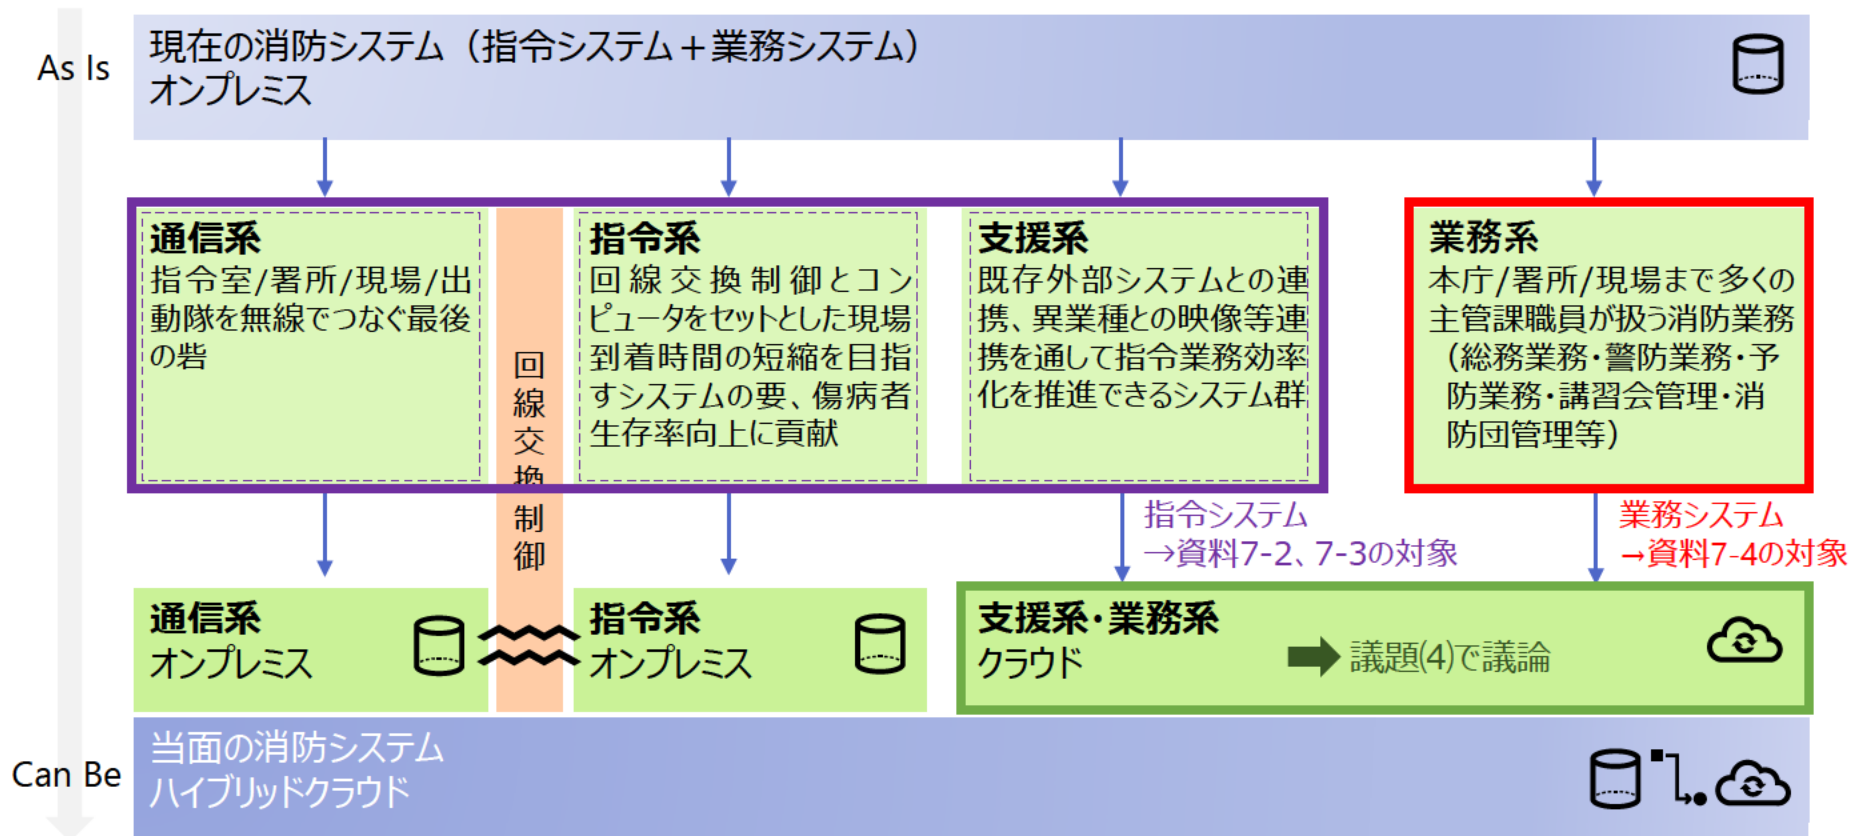 As Is
現在の消防システム（指令システム＋業務システム）
オンプレミス
通信系
指令室/署所/現場/出
動隊を無線でつなぐ最後
の砦
回線交換制御
指令系
回線交換制御とコン
ピュータをセットとした現場
到着時間の短縮を目指
すシステムの要、傷病者
生存率向上に貢献
支援系
既存外部システムとの連
携、異業種との映像等連
携を通して指令業務効率
化を推進できるシステム群
業務系
本庁/署所/現場まで多くの
主管課職員が扱う消防業務
（総務業務・警防業務・予
防業務・講習会管理・消
防団管理等）
指令システム
→資料7-2、7-3の対象
業務システム
→資料7-4の対象
通信系
オンプレミス
指令系
オンプレミス
支援系・業務系
クラウド
議題(4)で議論
Can Be
当面の消防システム
ハイブリッドクラウド